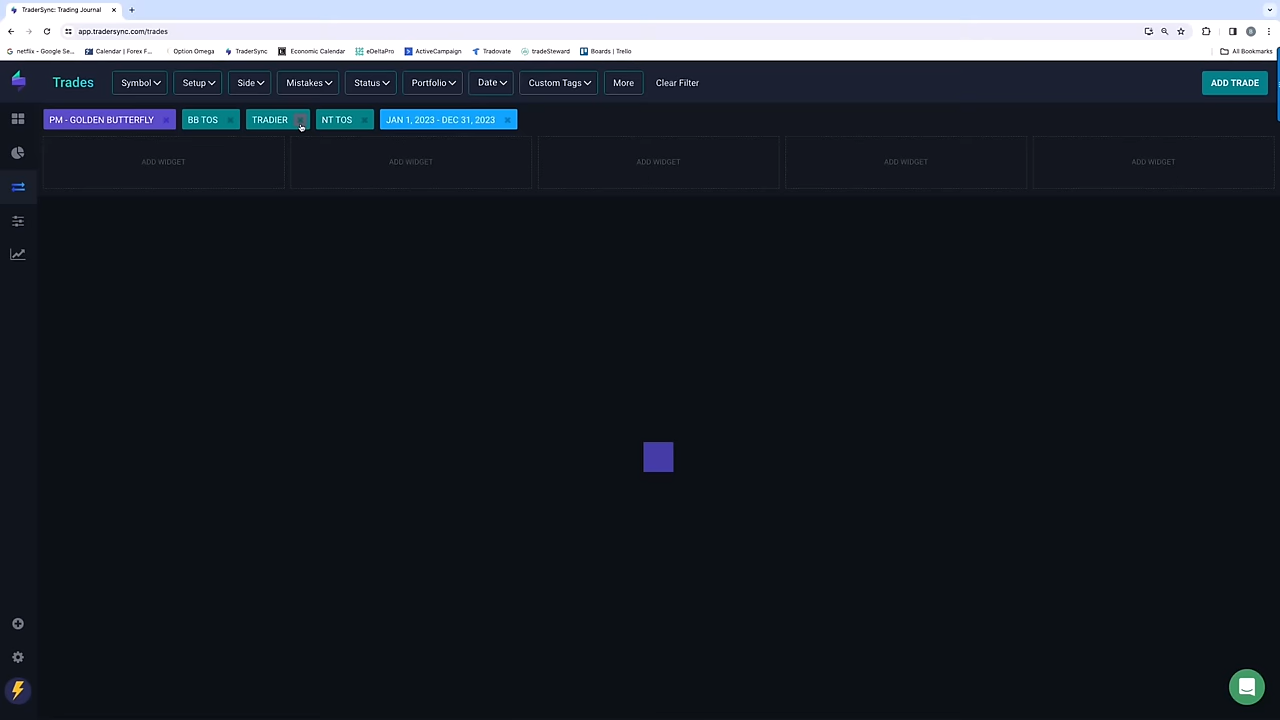 TraderSync: Trading Journal
app.tradersync.com/trades
netflix - Google Se... Calendar | Forex F... Option Omega TraderSync Economic Calendar eDeltaPro ActiveCampaign Tradovate tradeSteward Boards | Trello All Bookmarks
Trades Symbol Setup Side Mistakes Status Portfolio Date Custom Tags More Clear Filter ADD TRADE
PM - GOLDEN BUTTERFLY BB TOS TRADIER NT TOS JAN 1, 2023 - DEC 31, 2023
ADD WIDGET ADD WIDGET ADD WIDGET ADD WIDGET ADD WIDGET